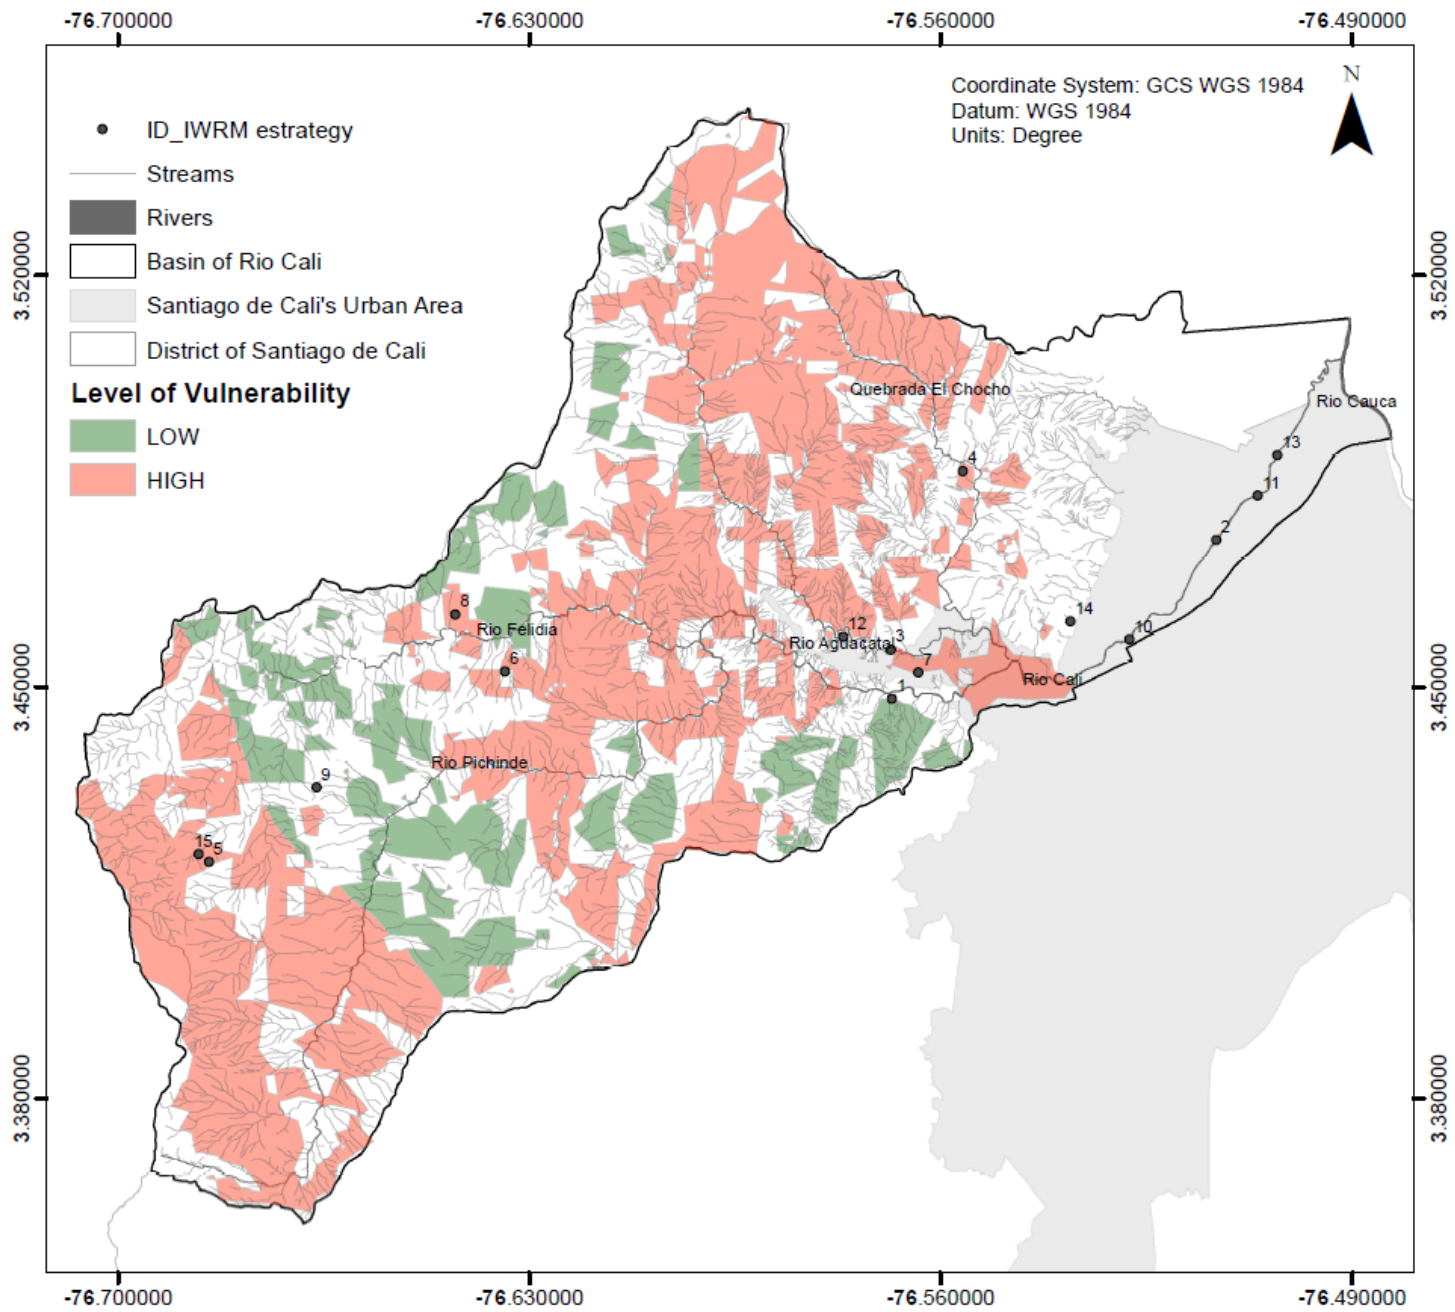 -76.700000
-76.630000
-76.560000
-76.490000
Coordinate System: GCS WGS 1984
Datum: WGS 1984
Units: Degree
N
ID_IWRM estrategy
Streams
Rivers
Basin of Rio Cali
Santiago de Cali's Urban Area
District of Santiago de Cali
Level of Vulnerability
LOW
HIGH
3.520000
3.520000
Quebrada El Chocho
Rio Cauca
13
4
11
2
8
14
12
10
Rio Felidia
Rio Aguacatal
3
6
7
Rio Cali
1
3.450000
3.450000
Rio Pichinde
9
15
5
3.380000
3.380000
-76.700000
-76.630000
-76.560000
-76.490000